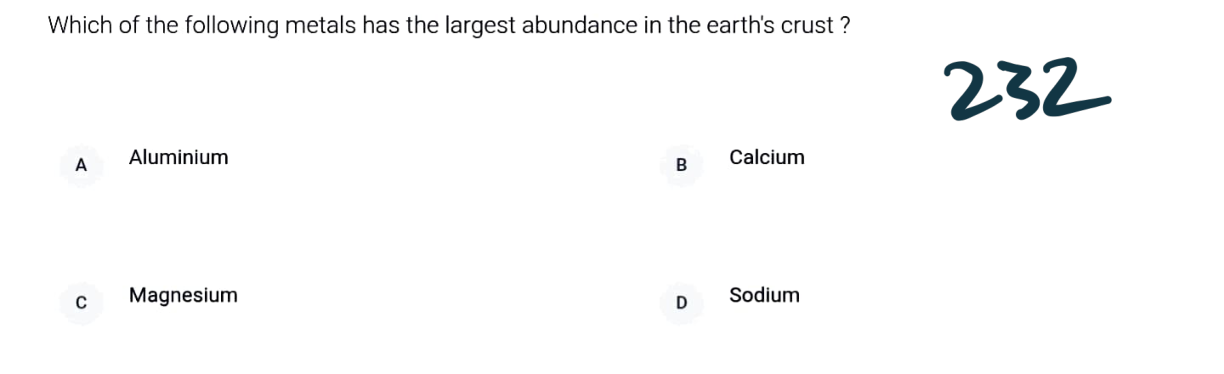 Which of the following metals has the largest abundance in the earth's crust ?
232
A Aluminium
B Calcium
C Magnesium
D Sodium